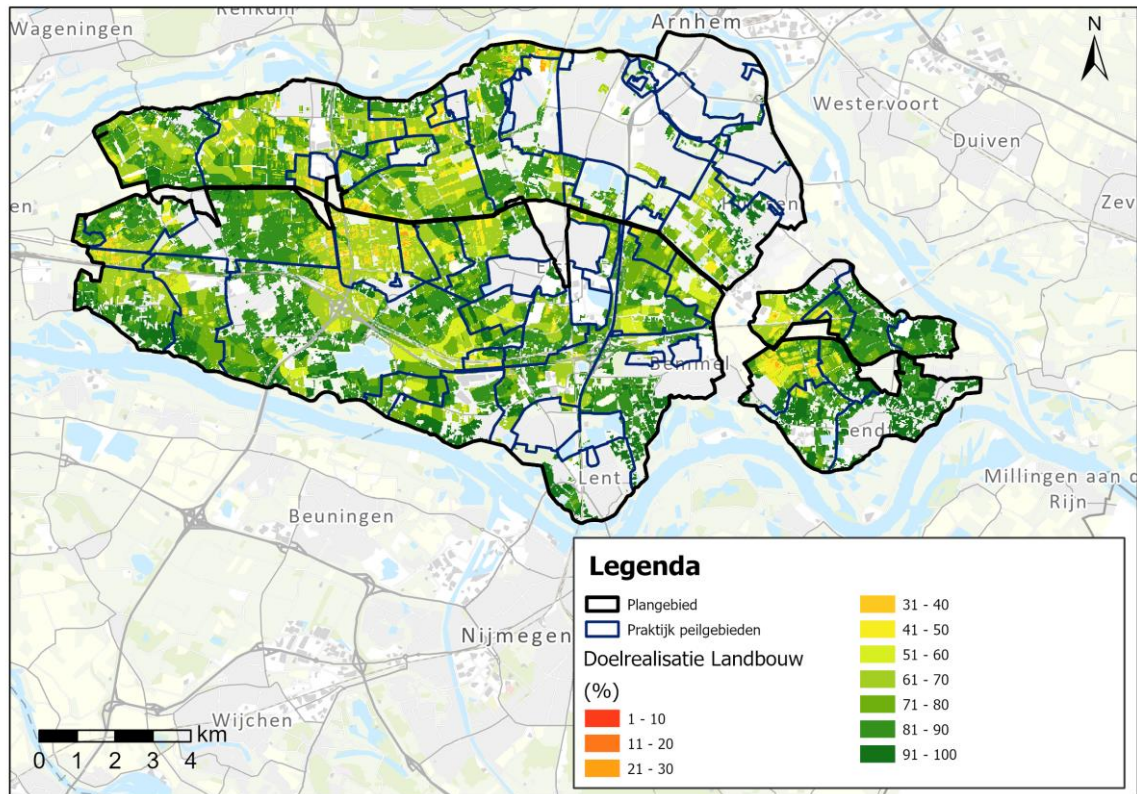 Renkum
Arnhem
Wageningen
N
Westervoort
Duiven
Zev
en
Bemmel
Lent
Millingen aan d
Rijn
Beuningen
Nijmegen
Wijchen
km
0 1 2 3 4
Legenda
Plangebied
Praktijk peilgebieden
Doelrealisatie Landbouw
(%)
1 - 10
11 - 20
21 - 30
31 - 40
41 - 50
51 - 60
61 - 70
71 - 80
81 - 90
91 - 100